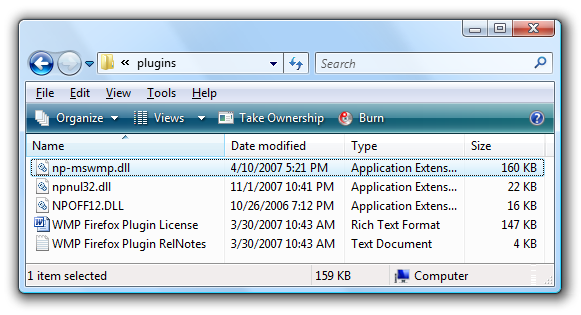 « plugins
Search
File Edit View Tools Help
Organize Views Take Ownership Burn
Name Date modified Type Size
np-mswmp.dll 4/10/2007 5:21 PM Application Extens... 160 KB
npnul32.dll 11/1/2007 10:41 PM Application Extens... 22 KB
NPOFF12.DLL 10/26/2006 7:12 PM Application Extens... 16 KB
WMP Firefox Plugin License 3/30/2007 10:43 AM Rich Text Format 147 KB
WMP Firefox Plugin RelNotes 3/30/2007 10:43 AM Text Document 4 KB
1 item selected 159 KB Computer